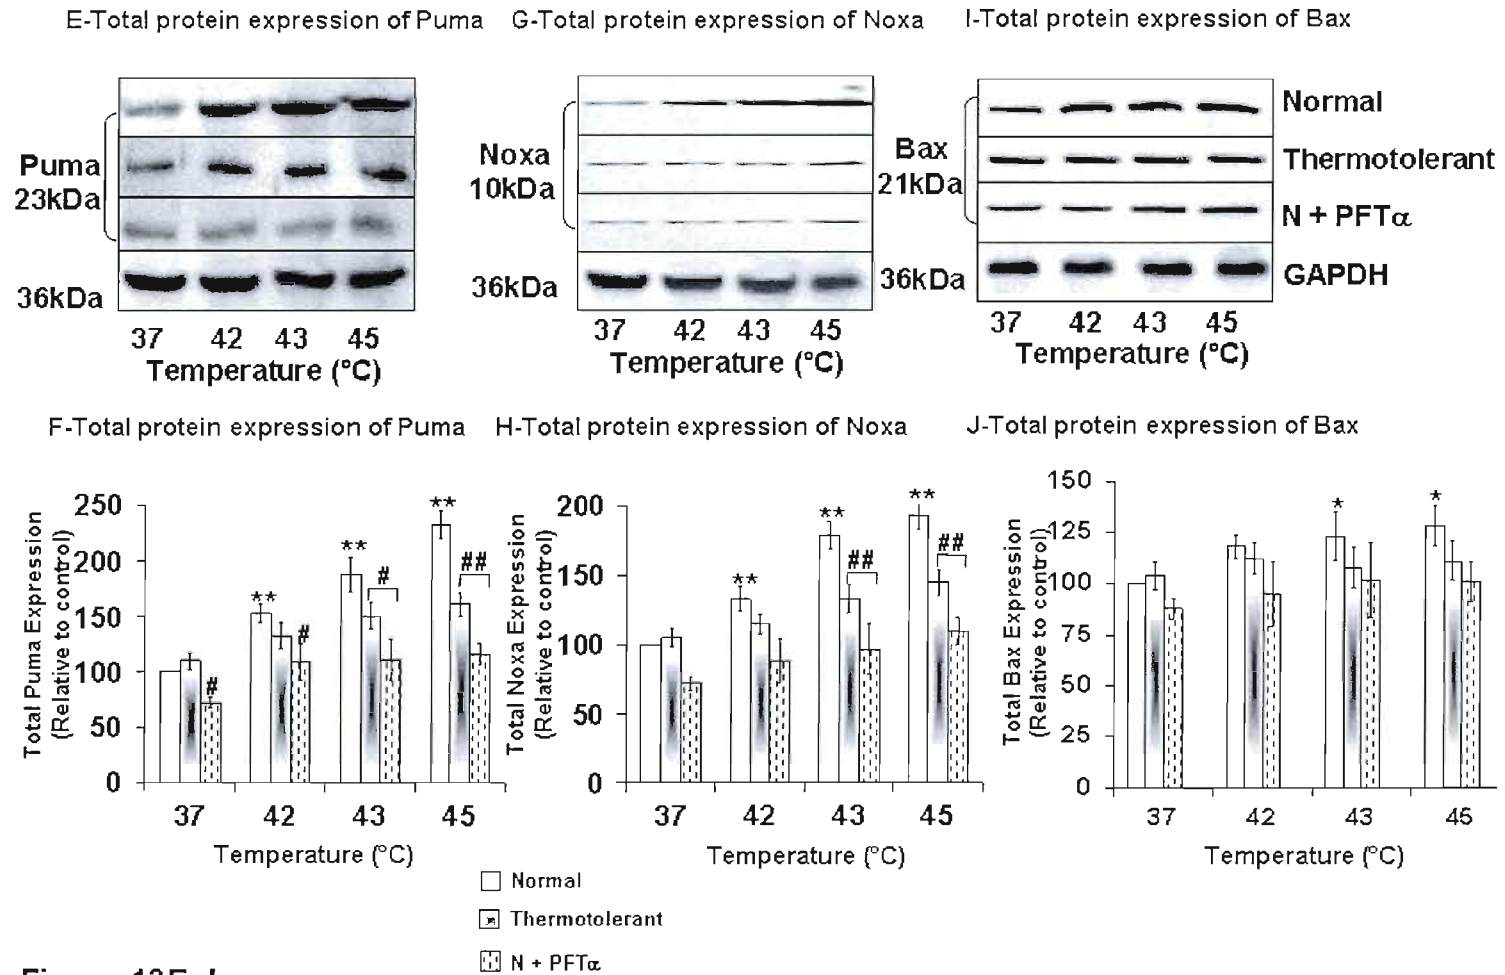 E-Total protein expression of Puma
G-Total protein expression of Noxa
I-Total protein expression of Bax
Puma
23kDa
36kDa
37 42 43 45
Temperature (°C)
Noxa
10kDa
36kDa
37 42 43 45
Temperature (°C)
Bax
21kDa
36kDa
Normal
Thermotolerant
N + PFTα
GAPDH
37 42 43 45
Temperature (°C)
F-Total protein expression of Puma
Total Puma Expression
(Relative to control)
250
200
150
100
50
0
#
**
#
**
#
**
##
37 42 43 45
Temperature (°C)
H-Total protein expression of Noxa
Total Noxa Expression
(Relative to control)
200
150
100
50
0
**
**
##
**
##
37 42 43 45
Temperature (°C)
J-Total protein expression of Bax
Total Bax Expression
(Relative to control)
150
125
100
75
50
25
0
*
*
37 42 43 45
Temperature (°C)
Normal
Thermotolerant
N + PFTα